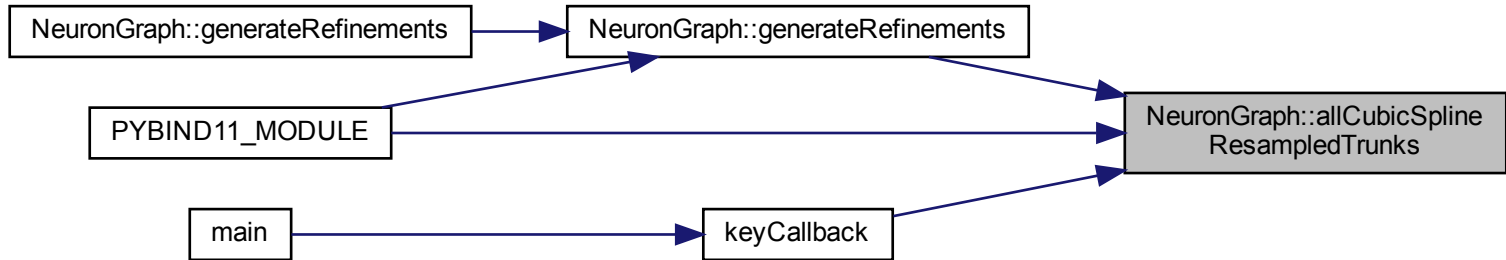 NeuronGraph::generateRefinements
NeuronGraph::generateRefinements
NeuronGraph::allCubicSpline
ResampledTrunks
PYBIND11_MODULE
main
keyCallback